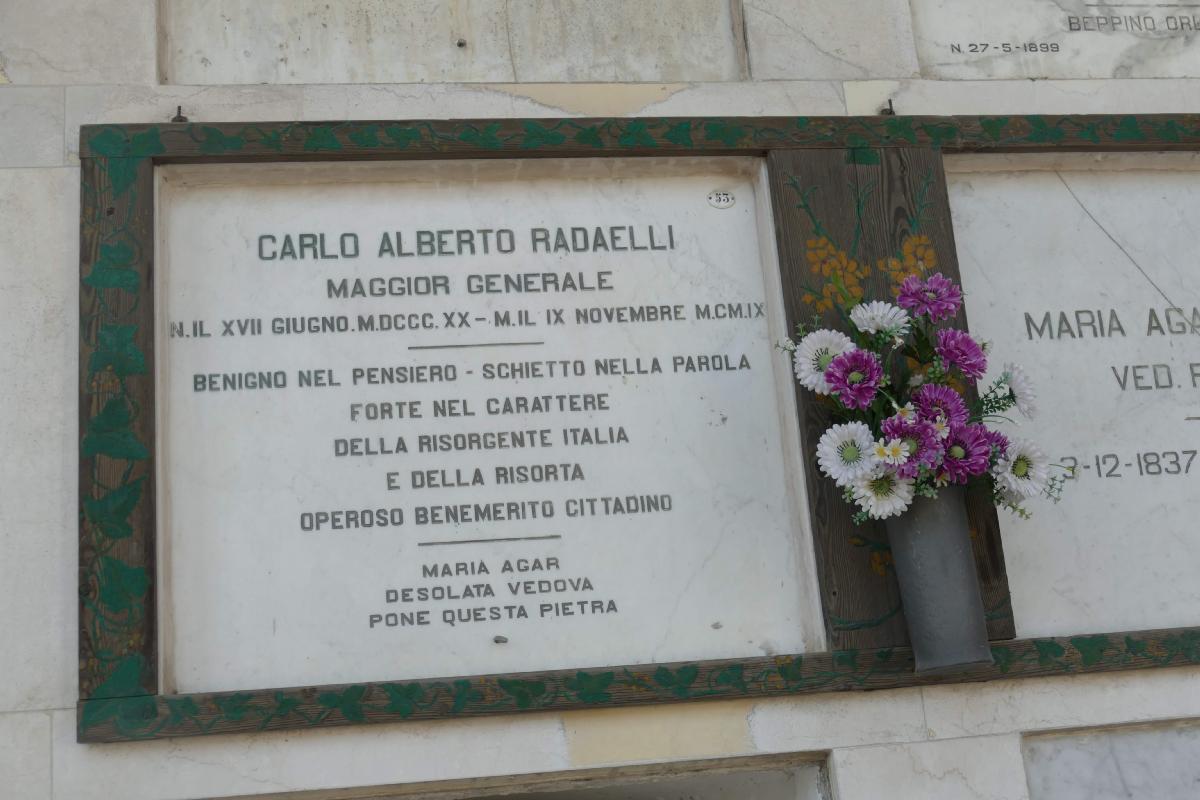 BEPPINO
N. 27-5-1899
53
CARLO ALBERTO RADAELLI
MAGGIOR GENERALE
N. IL XVII GIUGNO. M.DCCC. XX - M. IL IX NOVEMBRE M.CM.IX
BENIGNO NEL PENSIERO - SCHIETTO NELLA PAROLA
FORTE NEL CARATTERE
DELLA RISORGENTE ITALIA
E DELLA RISORTA
OPEROSO BENEMERITO CITTADINO
MARIA AGAR
DESOLATA VEDOVA
PONE QUESTA PIETRA
MARIA AGA
VED.
3-12-1837